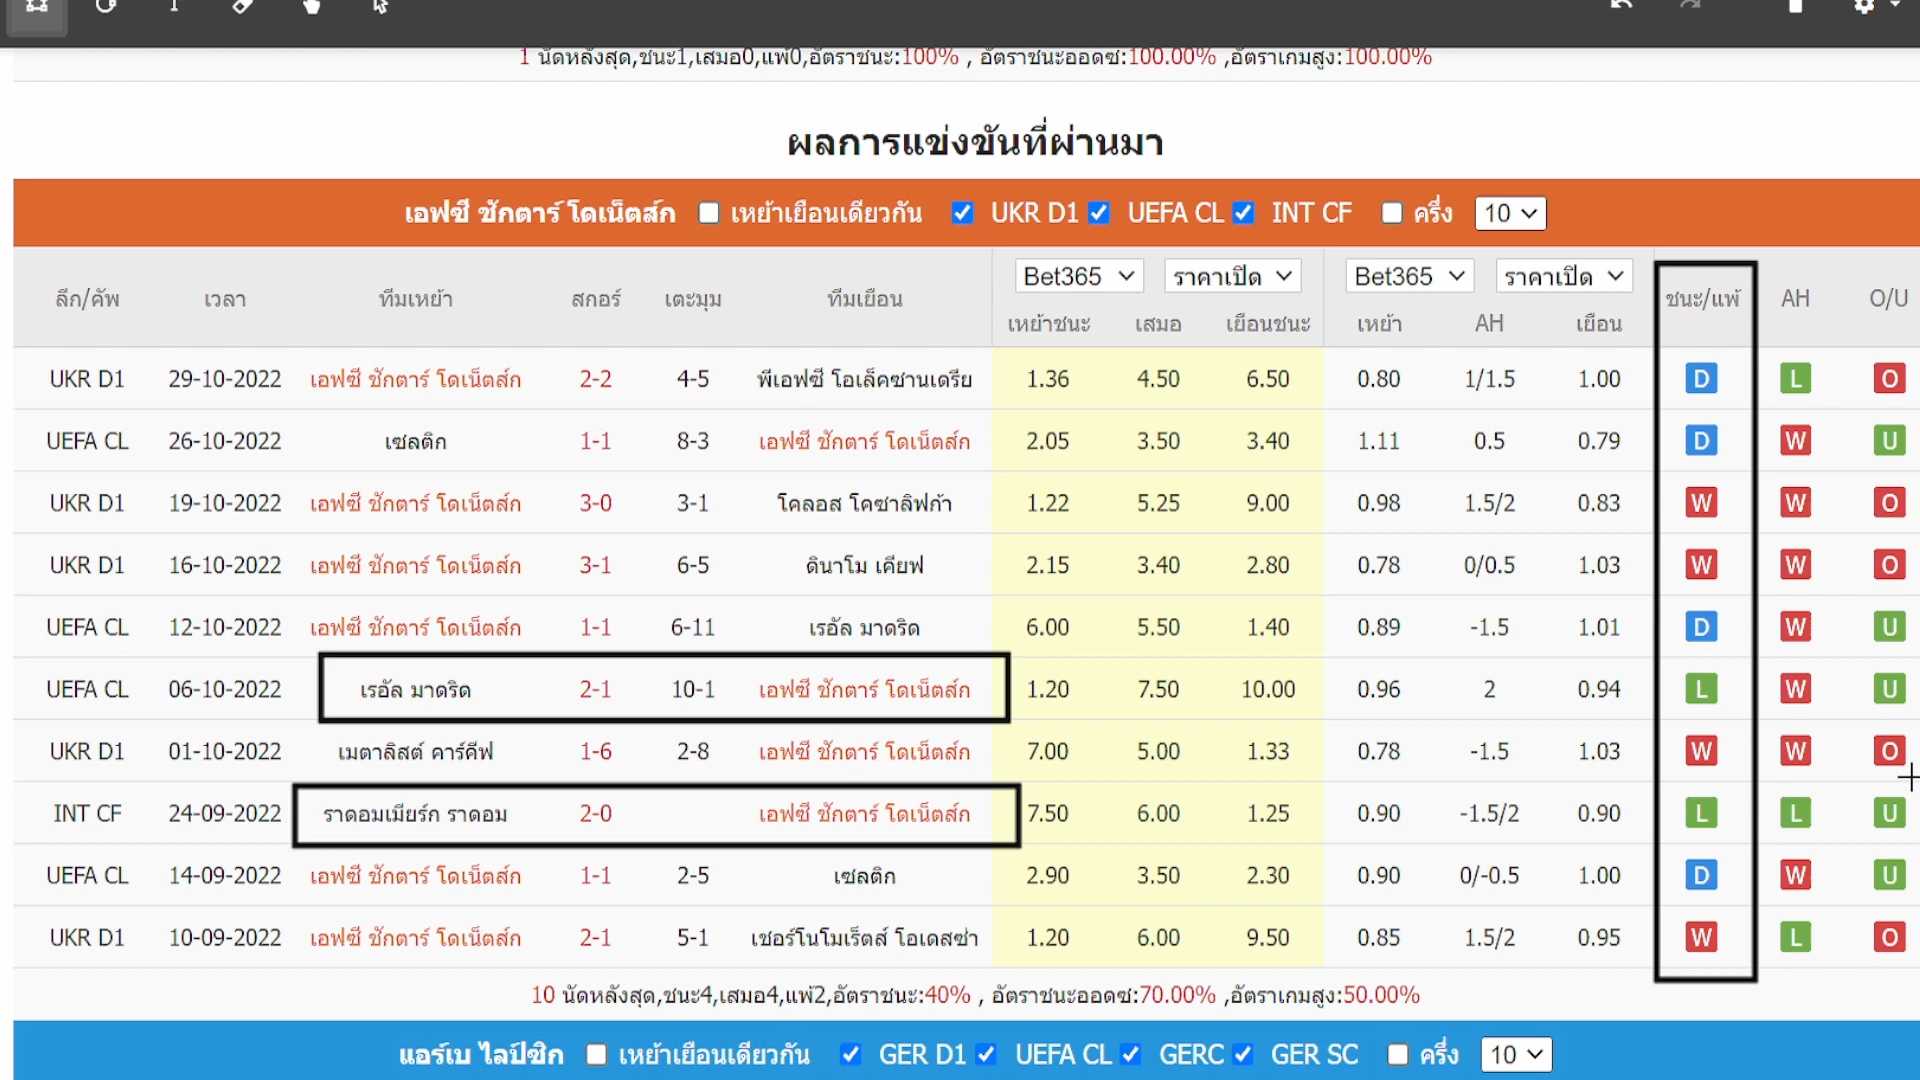 1 นัดหลังสุด,ชนะ1,เสมอ0,แพ้0,อัตราชนะ:100% , อัตราชนะออดซ:100.00% ,อัตราเกมสูง:100.00%
ผลการแข่งขันที่ผ่านมา
เอฟซี ชักตาร์ โดเน็ตส์ก เหย้าเยือนเดียวกัน UKR D1 UEFA CL INT CF ครึ่ง 10
Bet365 ราคาเปิด Bet365 ราคาเปิด
ลีก/คัพ เวลา ทีมเหย้า สกอร์ เตะมุม ทีมเยือน ชนะ/แพ้ AH O/U
เหย้าชนะ เสมอ เยือนชนะ เหย้า AH เยือน
UKR D1 29-10-2022 เอฟซี ชักตาร์ โดเน็ตส์ก 2-2 4-5 พีเอฟซี โอเล็คซานเดรีย 1.36 4.50 6.50 0.80 1/1.5 1.00 D L O
UEFA CL 26-10-2022 เซลติก 1-1 8-3 เอฟซี ชักตาร์ โดเน็ตส์ก 2.05 3.50 3.40 1.11 0.5 0.79 D W U
UKR D1 19-10-2022 เอฟซี ชักตาร์ โดเน็ตส์ก 3-0 3-1 โคลอส โคซาลิฟก้า 1.22 5.25 9.00 0.98 1.5/2 0.83 W W O
UKR D1 16-10-2022 เอฟซี ชักตาร์ โดเน็ตส์ก 3-1 6-5 ดินาโม เคียฟ 2.15 3.40 2.80 0.78 0/0.5 1.03 W W O
UEFA CL 12-10-2022 เอฟซี ชักตาร์ โดเน็ตส์ก 1-1 6-11 เรอัล มาดริด 6.00 5.50 1.40 0.89 -1.5 1.01 D W U
UEFA CL 06-10-2022 เรอัล มาดริด 2-1 10-1 เอฟซี ชักตาร์ โดเน็ตส์ก 1.20 7.50 10.00 0.96 2 0.94 L W U
UKR D1 01-10-2022 เมตาลิสต์ คาร์คีฟ 1-6 2-8 เอฟซี ชักตาร์ โดเน็ตส์ก 7.00 5.00 1.33 0.78 -1.5 1.03 W W O
INT CF 24-09-2022 ราดอมเมียร์ก ราดอม 2-0 เอฟซี ชักตาร์ โดเน็ตส์ก 7.50 6.00 1.25 0.90 -1.5/2 0.90 L L U
UEFA CL 14-09-2022 เอฟซี ชักตาร์ โดเน็ตส์ก 1-1 2-5 เซลติก 2.90 3.50 2.30 0.90 0/-0.5 1.00 D W U
UKR D1 10-09-2022 เอฟซี ชักตาร์ โดเน็ตส์ก 2-1 5-1 เชอร์โนโมเร็ตส์ โอเดสซ่า 1.20 6.00 9.50 0.85 1.5/2 0.95 W L O
10 นัดหลังสุด,ชนะ4,เสมอ4,แพ้2,อัตราชนะ:40% , อัตราชนะออดซ:70.00% ,อัตราเกมสูง:50.00%
แอร์เบ ไลป์ซิก เหย้าเยือนเดียวกัน GER D1 UEFA CL GERC GER SC ครึ่ง 10